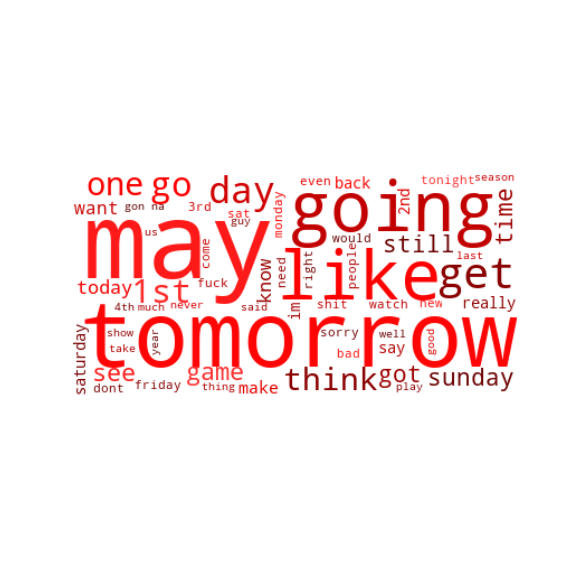 one go day even back tonight season
want gon na 3rd sat guy monday going 2nd time
may us come know need right would people still
today 1st fuck like get last
4th much never said im shit watch new really
tomorrow
saturday show take year sorry bad well say good
see game think got sunday
dont friday thing make play